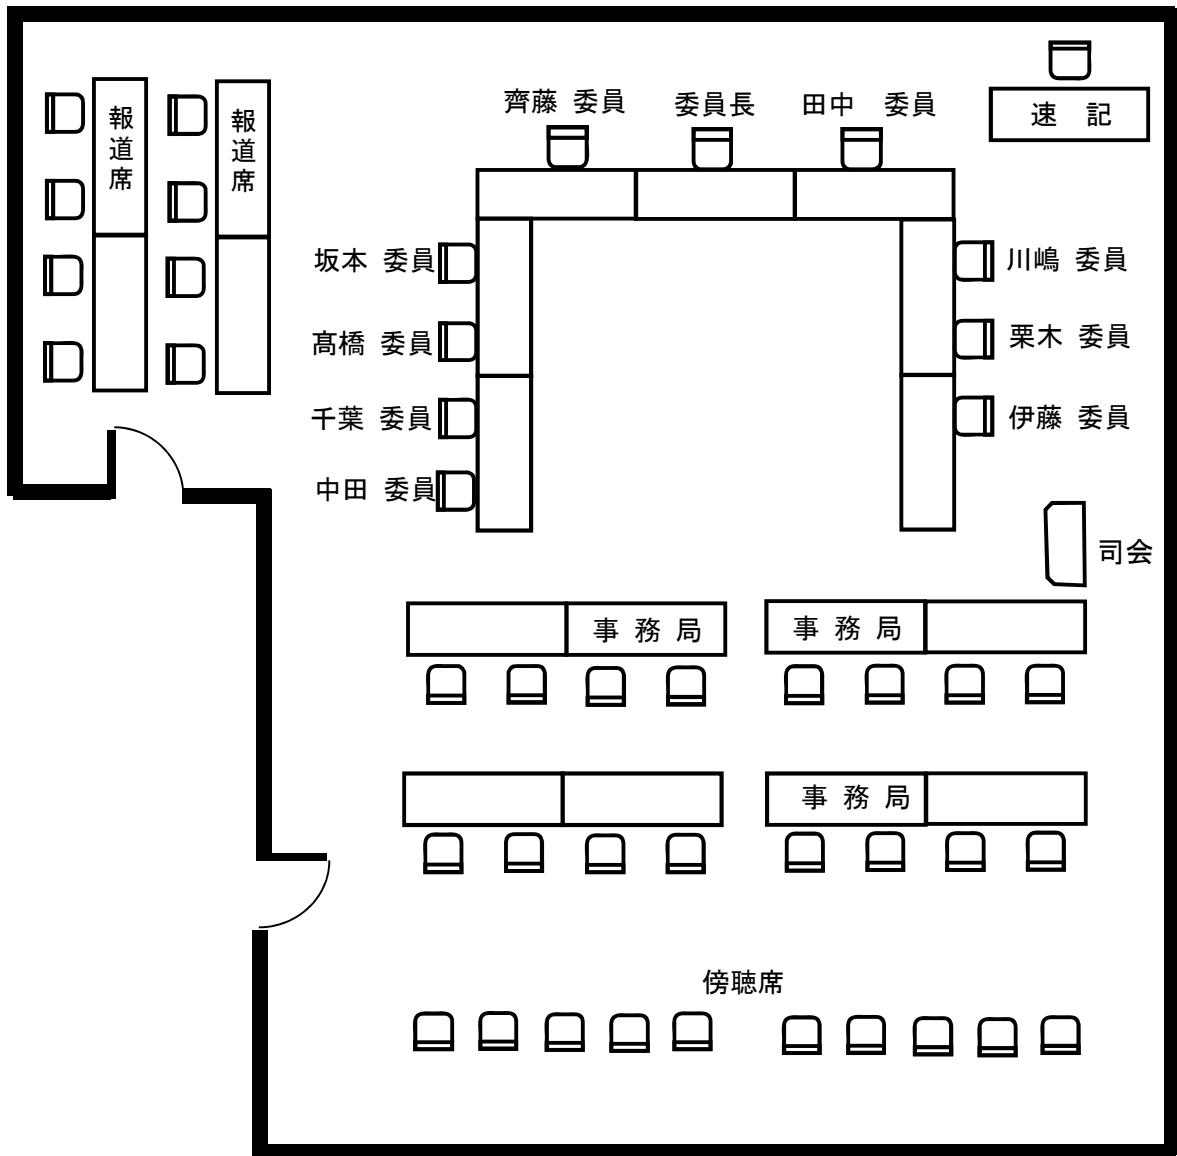 報道席
報道席
齊藤 委員
委員長
田中 委員
速 記
坂本 委員
髙橋 委員
千葉 委員
中田 委員
川嶋 委員
栗木 委員
伊藤 委員
司会
事 務 局
事 務 局
事 務 局
傍聴席